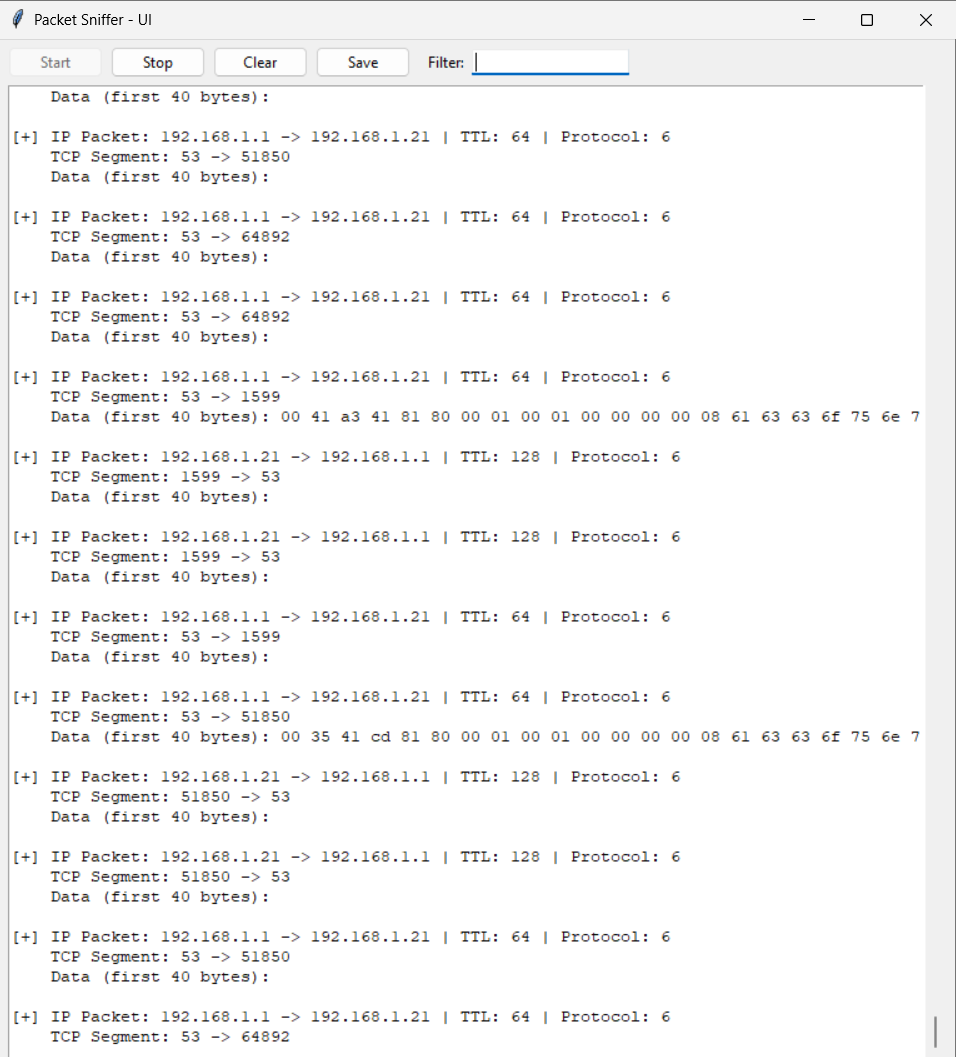 Packet Sniffer - UI
Start Stop Clear Save Filter:
Data (first 40 bytes):
[+] IP Packet: 192.168.1.1 -> 192.168.1.21 | TTL: 64 | Protocol: 6
TCP Segment: 53 -> 51850
Data (first 40 bytes):
[+] IP Packet: 192.168.1.1 -> 192.168.1.21 | TTL: 64 | Protocol: 6
TCP Segment: 53 -> 64892
Data (first 40 bytes):
[+] IP Packet: 192.168.1.1 -> 192.168.1.21 | TTL: 64 | Protocol: 6
TCP Segment: 53 -> 64892
Data (first 40 bytes):
[+] IP Packet: 192.168.1.1 -> 192.168.1.21 | TTL: 64 | Protocol: 6
TCP Segment: 53 -> 1599
Data (first 40 bytes): 00 41 a3 41 81 80 00 01 00 01 00 00 00 00 08 61 63 63 6f 75 6e 7
[+] IP Packet: 192.168.1.21 -> 192.168.1.1 | TTL: 128 | Protocol: 6
TCP Segment: 1599 -> 53
Data (first 40 bytes):
[+] IP Packet: 192.168.1.21 -> 192.168.1.1 | TTL: 128 | Protocol: 6
TCP Segment: 1599 -> 53
Data (first 40 bytes):
[+] IP Packet: 192.168.1.1 -> 192.168.1.21 | TTL: 64 | Protocol: 6
TCP Segment: 53 -> 1599
Data (first 40 bytes):
[+] IP Packet: 192.168.1.1 -> 192.168.1.21 | TTL: 64 | Protocol: 6
TCP Segment: 53 -> 51850
Data (first 40 bytes): 00 35 41 cd 81 80 00 01 00 01 00 00 00 00 08 61 63 63 6f 75 6e 7
[+] IP Packet: 192.168.1.21 -> 192.168.1.1 | TTL: 128 | Protocol: 6
TCP Segment: 51850 -> 53
Data (first 40 bytes):
[+] IP Packet: 192.168.1.21 -> 192.168.1.1 | TTL: 128 | Protocol: 6
TCP Segment: 51850 -> 53
Data (first 40 bytes):
[+] IP Packet: 192.168.1.1 -> 192.168.1.21 | TTL: 64 | Protocol: 6
TCP Segment: 53 -> 51850
Data (first 40 bytes):
[+] IP Packet: 192.168.1.1 -> 192.168.1.21 | TTL: 64 | Protocol: 6
TCP Segment: 53 -> 64892